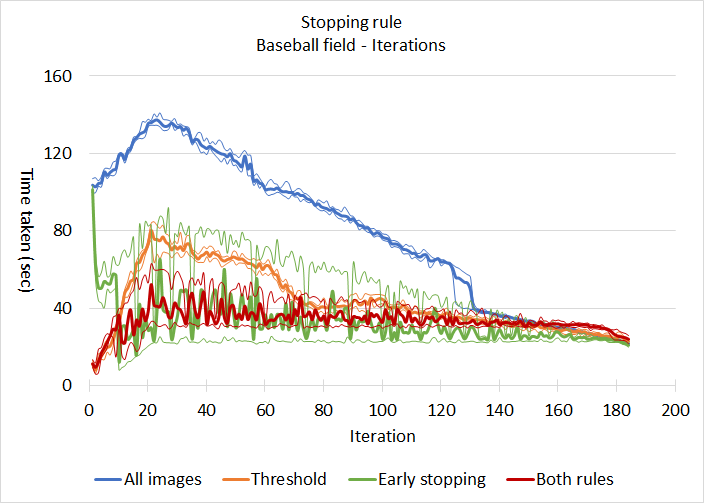 Stopping rule
Baseball field - Iterations
160
120
80
40
0
Time taken (sec)
0 20 40 60 80 100 120 140 160 180 200
Iteration
All images Threshold Early stopping Both rules